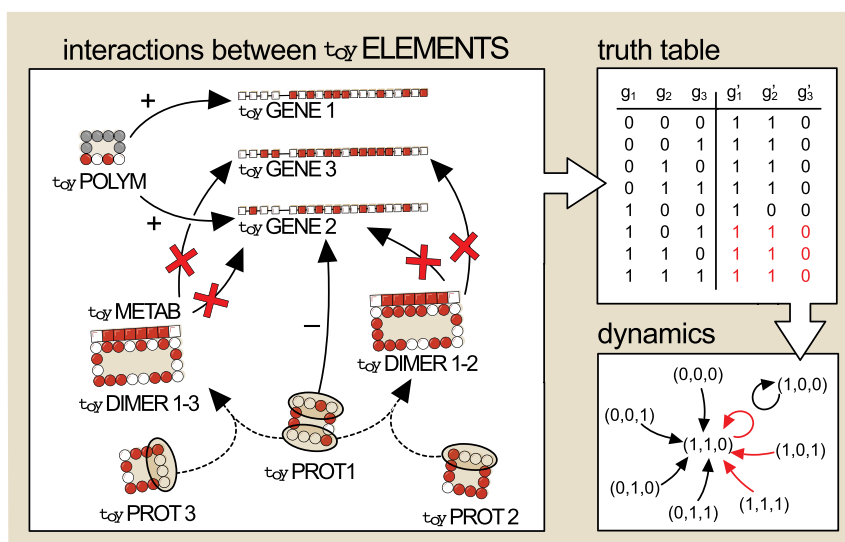 interactions between toy ELEMENTS
+
toy GENE 1
toy POLYM
toy GENE 3
+
toy GENE 2
toy METAB
–
toy DIMER 1-2
toy DIMER 1-3
toy PROT1
toy PROT 3
toy PROT 2
truth table
g1 g2 g3 g'1 g'2 g'3
0 0 0 1 1 0
0 0 1 1 1 0
0 1 0 1 1 0
0 1 1 1 1 0
1 0 0 1 0 0
1 0 1 1 1 0
1 1 0 1 1 0
1 1 1 1 1 0
dynamics
(0,0,0)
(1,0,0)
(0,0,1)
(1,1,0)
(1,0,1)
(0,1,0)
(1,1,1)
(0,1,1)